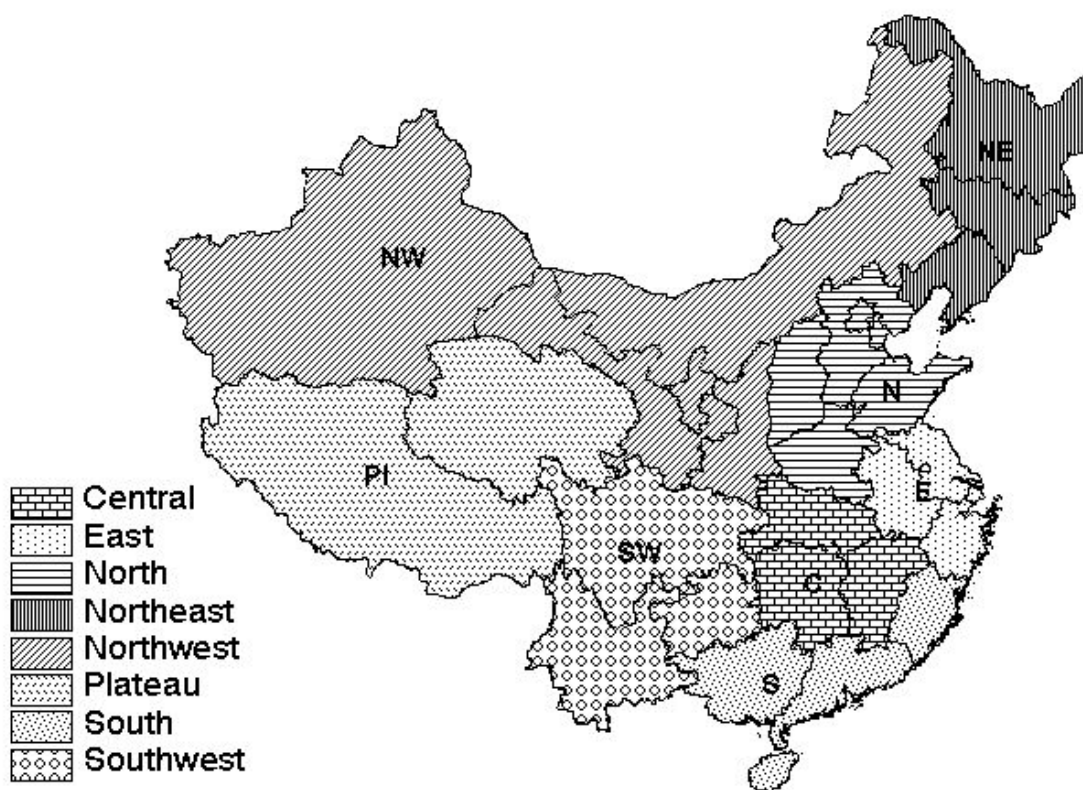 NE
NW
N
PI
E
SW
C
S
Central
East
North
Northeast
Northwest
Plateau
South
Southwest